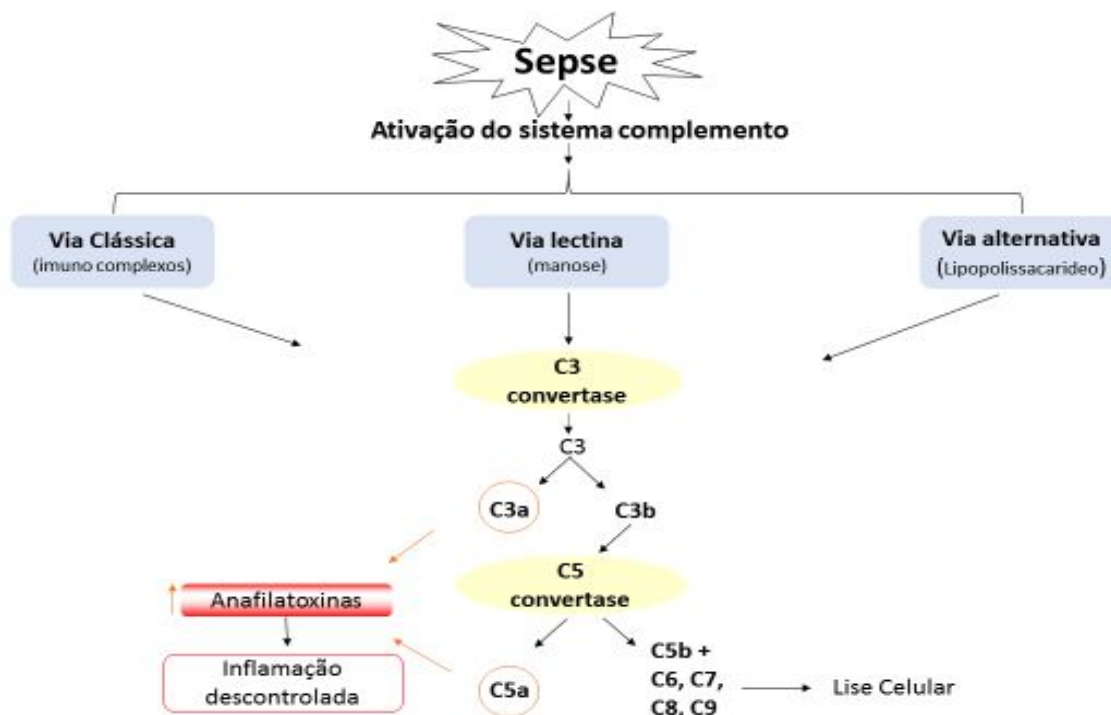 Sepse
Ativação do sistema complemento
Via Clássica
(imuno complexos)
Via lectina
(manose)
Via alternativa
(Lipopolissacarideo)
C3
convertase
C3
C3a
C3b
C5
convertase
Anafilatoxinas
Inflamação
descontrolada
C5a
C5b +
C6, C7,
C8, C9
Lise Celular